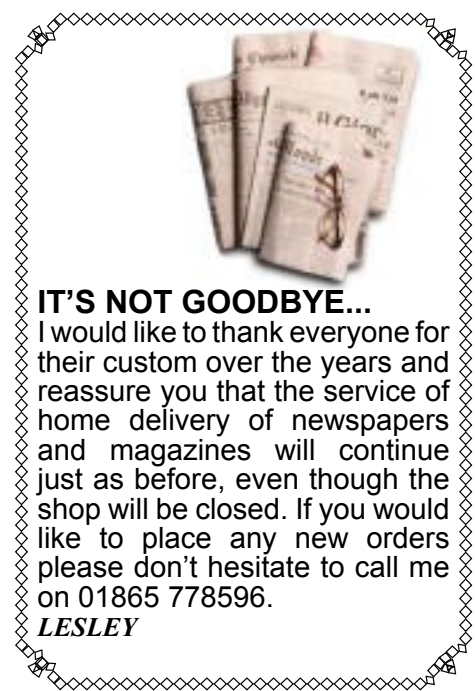 IT'S NOT GOODBYE...
I would like to thank everyone for
their custom over the years and
reassure you that the service of
home delivery of newspapers
and magazines will continue
just as before, even though the
shop will be closed. If you would
like to place any new orders
please don't hesitate to call me
on 01865 778596.
LESLEY